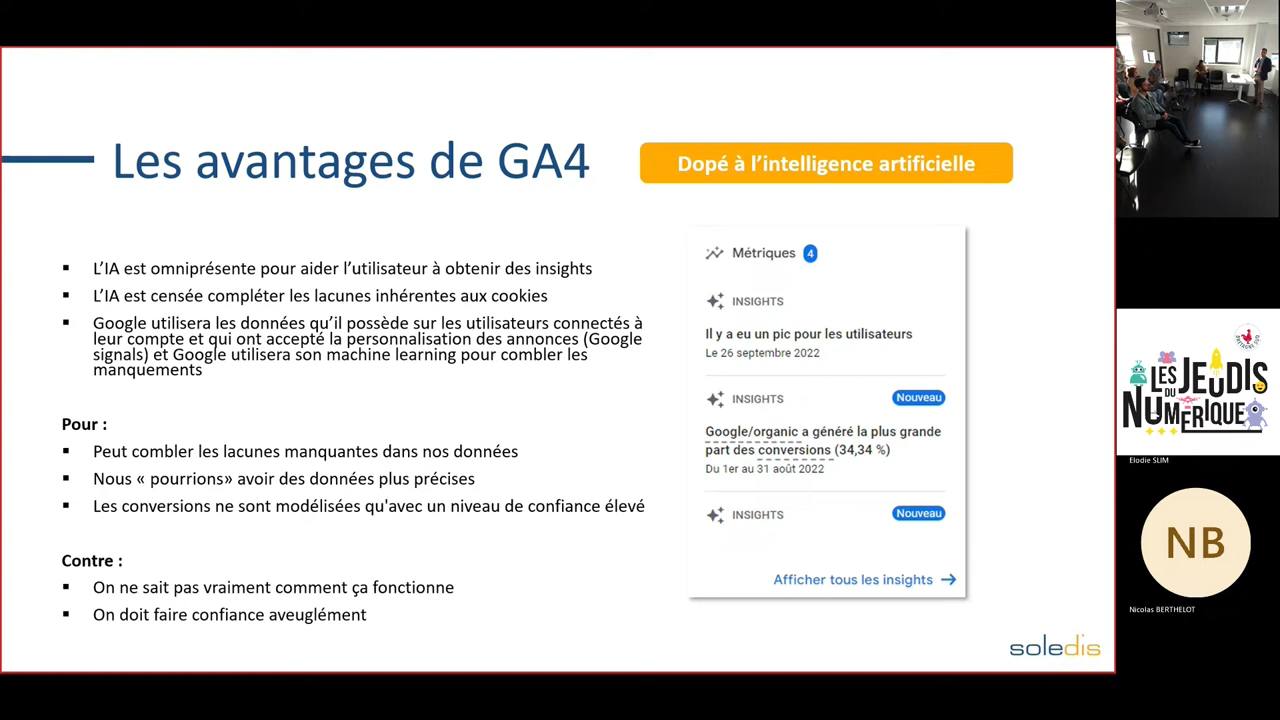 Les avantages de GA4
Dopé à l’intelligence artificielle
L’IA est omniprésente pour aider l’utilisateur à obtenir des insights
L’IA est censée compléter les lacunes inhérentes aux cookies
Google utilisera les données qu’il possède sur les utilisateurs connectés à
leur compte et qui ont accepté la personnalisation des annonces (Google
signals) et Google utilisera son machine learning pour combler les
manquements
Pour :
Peut combler les lacunes manquantes dans nos données
Nous « pourrions» avoir des données plus précises
Les conversions ne sont modélisées qu'avec un niveau de confiance élevé
Contre :
On ne sait pas vraiment comment ça fonctionne
On doit faire confiance aveuglément
Métriques 4
INSIGHTS
Il y a eu un pic pour les utilisateurs
Le 26 septembre 2022
INSIGHTS Nouveau
Google/organic a généré la plus grande
part des conversions (34,34 %)
Du 1er au 31 août 2022
INSIGHTS Nouveau
Afficher tous les insights
soledis
LES JEUDIS
DU
NUMÉRIQUE
Elodie SLIM
NB
Nicolas BERTHELOT